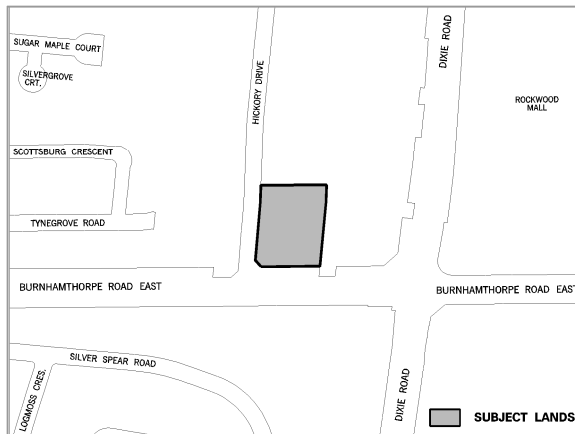 SUGAR MAPLE COURT
SILVERGROVE
CRT.
HICKORY DRIVE
DIXIE ROAD
ROCKWOOD
MALL
SCOTTSBURG CRESCENT
TYNEGROVE ROAD
BURNHAMTHORPE ROAD EAST
BURNHAMTHORPE ROAD EAST
SILVER SPEAR ROAD
LOGMOSS CRES.
DIXIE ROAD
SUBJECT LANDS